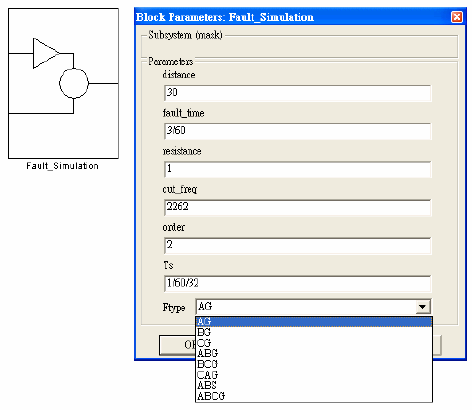 Block Parameters: Fault_Simulation
Subsystem (mask)
Parameters
distance
30
fault_time
3/60
resistance
1
cut_freq
2262
order
2
Ts
1/60/32
Ftype
AG
AG
BG
CG
ABG
BCG
CAG
ABS
ABCG
Fault_Simulation